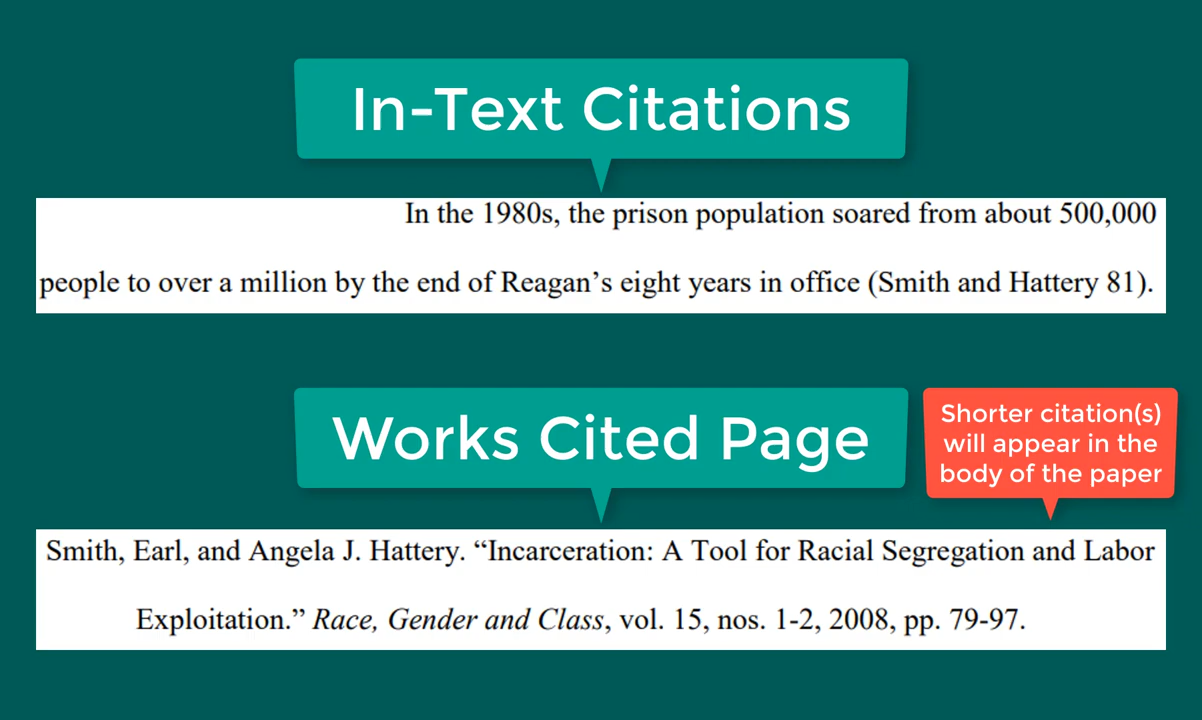 In-Text Citations
In the 1980s, the prison population soared from about 500,000
people to over a million by the end of Reagan’s eight years in office (Smith and Hattery 81).
Works Cited Page
Shorter citation(s)
will appear in the
body of the paper
Smith, Earl, and Angela J. Hattery. “Incarceration: A Tool for Racial Segregation and Labor
Exploitation.” Race, Gender and Class, vol. 15, nos. 1-2, 2008, pp. 79-97.